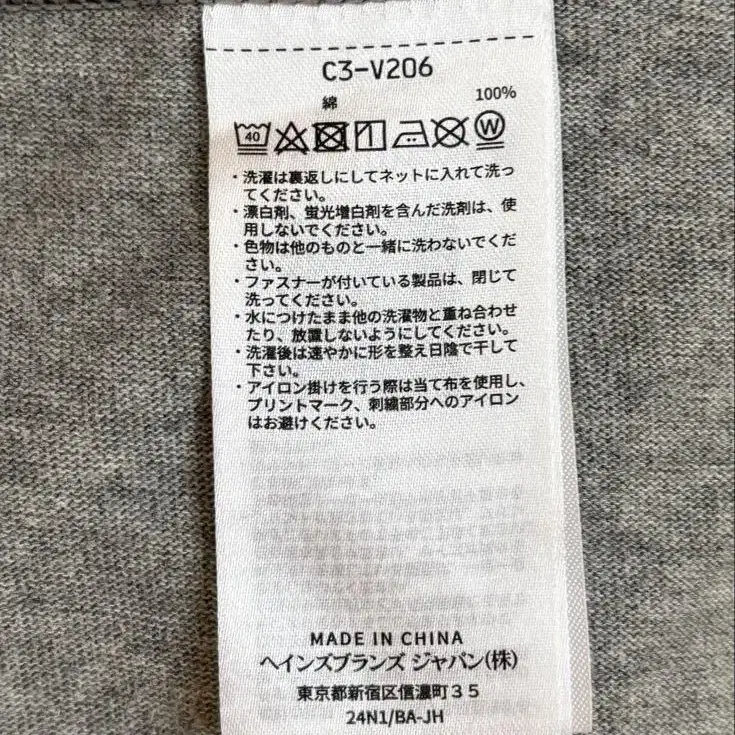 C3-V206
綿 100%
40 W
・洗濯は裏返しにしてネットに入れて洗っ
てください。
・漂白剤、蛍光増白剤を含んだ洗剤は、使
用しないでください。
・色物は他のものと一緒に洗わないでくだ
さい。
・ファスナーが付いている製品は、閉じて
洗ってください。
・水につけたまま他の洗濯物と重ね合わせ
たり、放置しないようにしてください。
・洗濯後は速やかに形を整え日陰で干して
下さい。
・アイロン掛けを行う際は当て布を使用し、
プリントマーク、刺繍部分へのアイロン
はお避けください。
MADE IN CHINA
ヘインズブランズ ジャパン(株)
東京都新宿区信濃町35
24N1/BA-JH